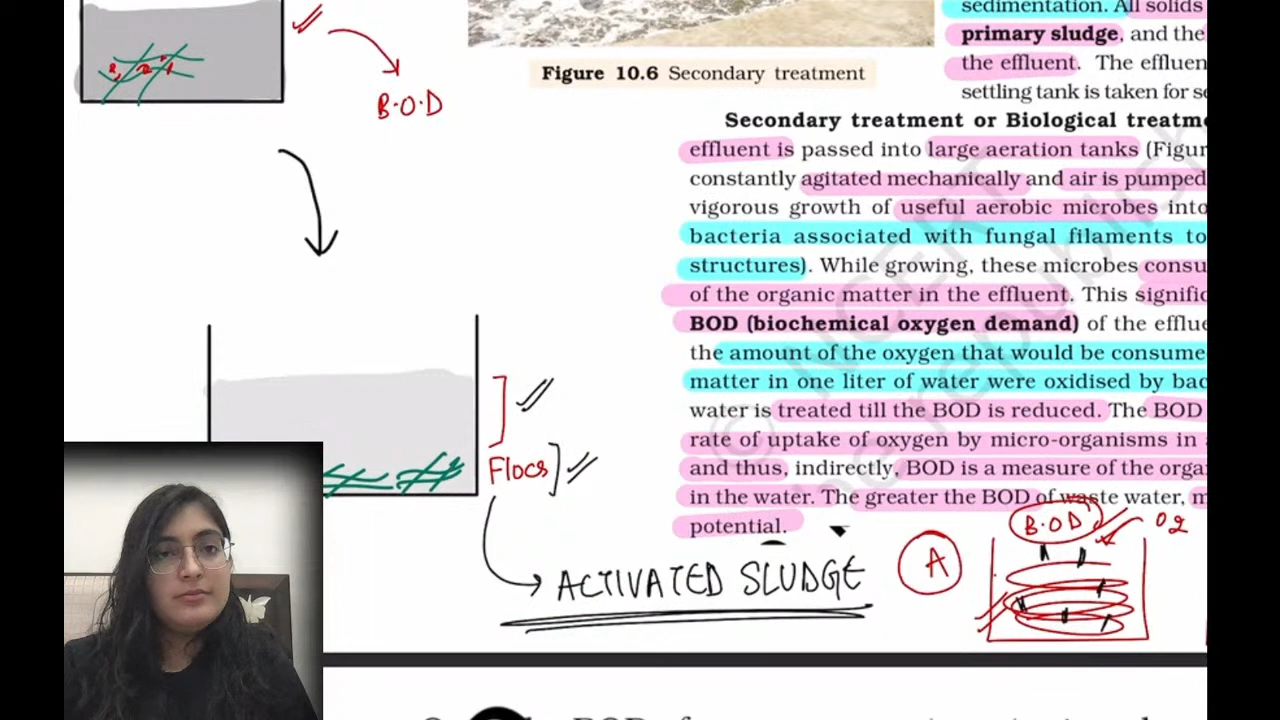 sedimentation. All solids
primary sludge, and the
the effluent. The effluen
settling tank is taken for se
B.O.D
Figure 10.6 Secondary treatment
Secondary treatment or Biological treatme
effluent is passed into large aeration tanks (Figur
constantly agitated mechanically and air is pumped
vigorous growth of useful aerobic microbes into
bacteria associated with fungal filaments to
structures). While growing, these microbes consu
of the organic matter in the effluent. This signific
BOD (biochemical oxygen demand) of the efflue
the amount of the oxygen that would be consume
matter in one liter of water were oxidised by bac
water is treated till the BOD is reduced. The BOD
rate of uptake of oxygen by micro-organisms in
and thus, indirectly, BOD is a measure of the orga
in the water. The greater the BOD of waste water, m
potential.
Flocs
ACTIVATED SLUDGE
A
B.O.D
O2